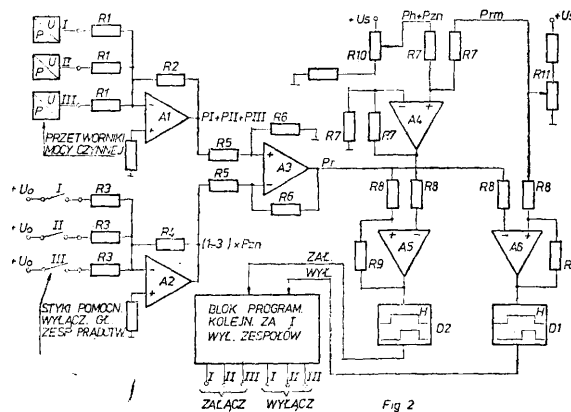 +Us
Ph+Pzn
Prm
+Us
U
P
I
R1
U
P
II
R1
R2
U
P
III
R1
A1
PI+PII+PIII
PRZETWORNIKI
MOCY CZYNNEJ
R10
R7
R7
R11
R7
R7
A4
R5
R6
A3
R5
R6
Pr
R8
R8
R8
R8
+Uo
I
R3
+Uo
II
R3
R4
(1-3)×Pzn
+Uo
III
R3
A2
A5
R9
A6
R
STYKI POMOCN.
WYŁĄCZ. GŁ.
ZESP. PRĄDOTW.
ZAŁ.
WYŁ.
BLOK PROGRAM.
KOLEJN. ZA I
WYŁ. ZESPOŁÓW
H
D2
H
D1
I
II
III
I
II
III
ZAŁĄCZ
WYŁĄCZ
Fig 2